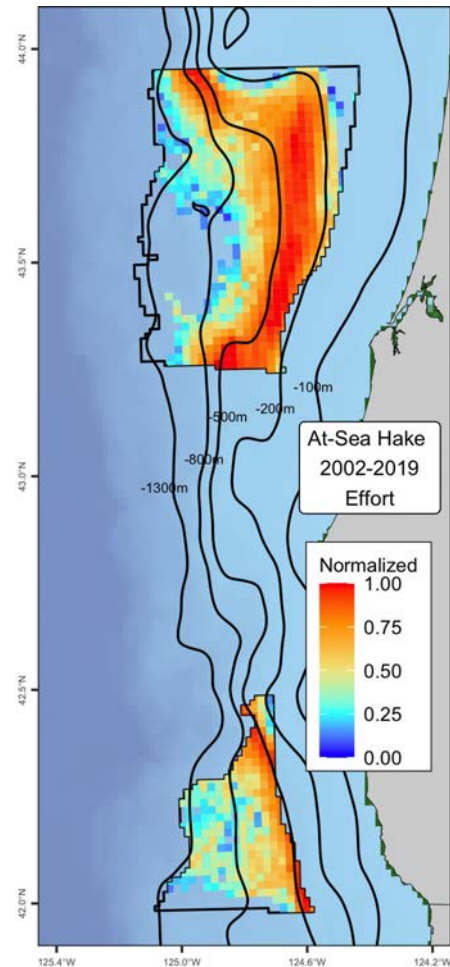 44.0°N
43.5°N
43.0°N
42.5°N
42.0°N
-100m
-200m
-500m
-800m
-1300m
At-Sea Hake
2002-2019
Effort
Normalized
1.00
0.75
0.50
0.25
0.00
125.4°W
125.0°W
124.6°W
124.2°W